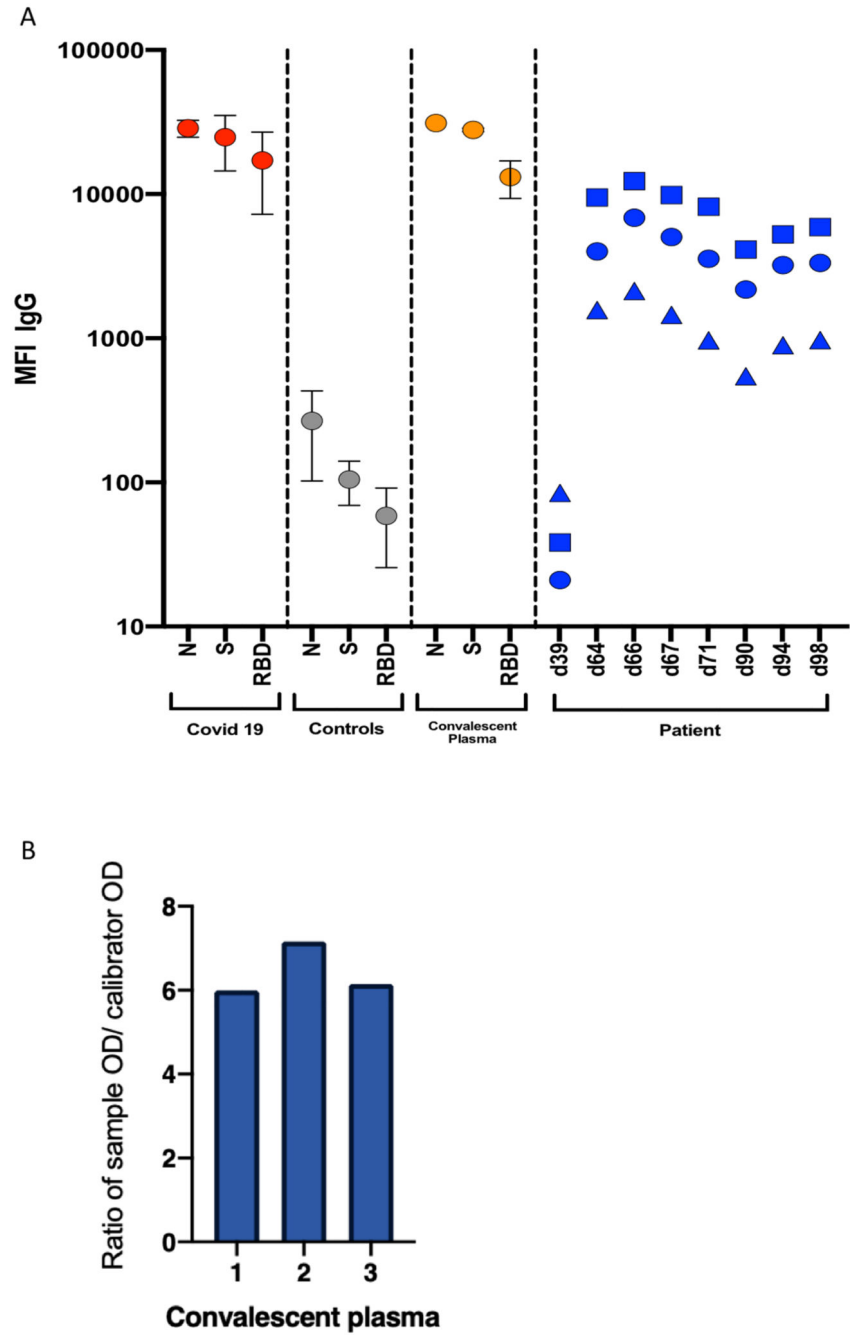 A
100000
10000
1000
100
10
MFI IgG
N
S
RBD
N
S
RBD
N
S
RBD
d39
d64
d66
d67
d71
d90
d94
d98
Covid 19
Controls
Convalescent
Plasma
Patient
B
Ratio of sample OD/ calibrator OD
8
6
4
2
0
1
2
3
Convalescent plasma